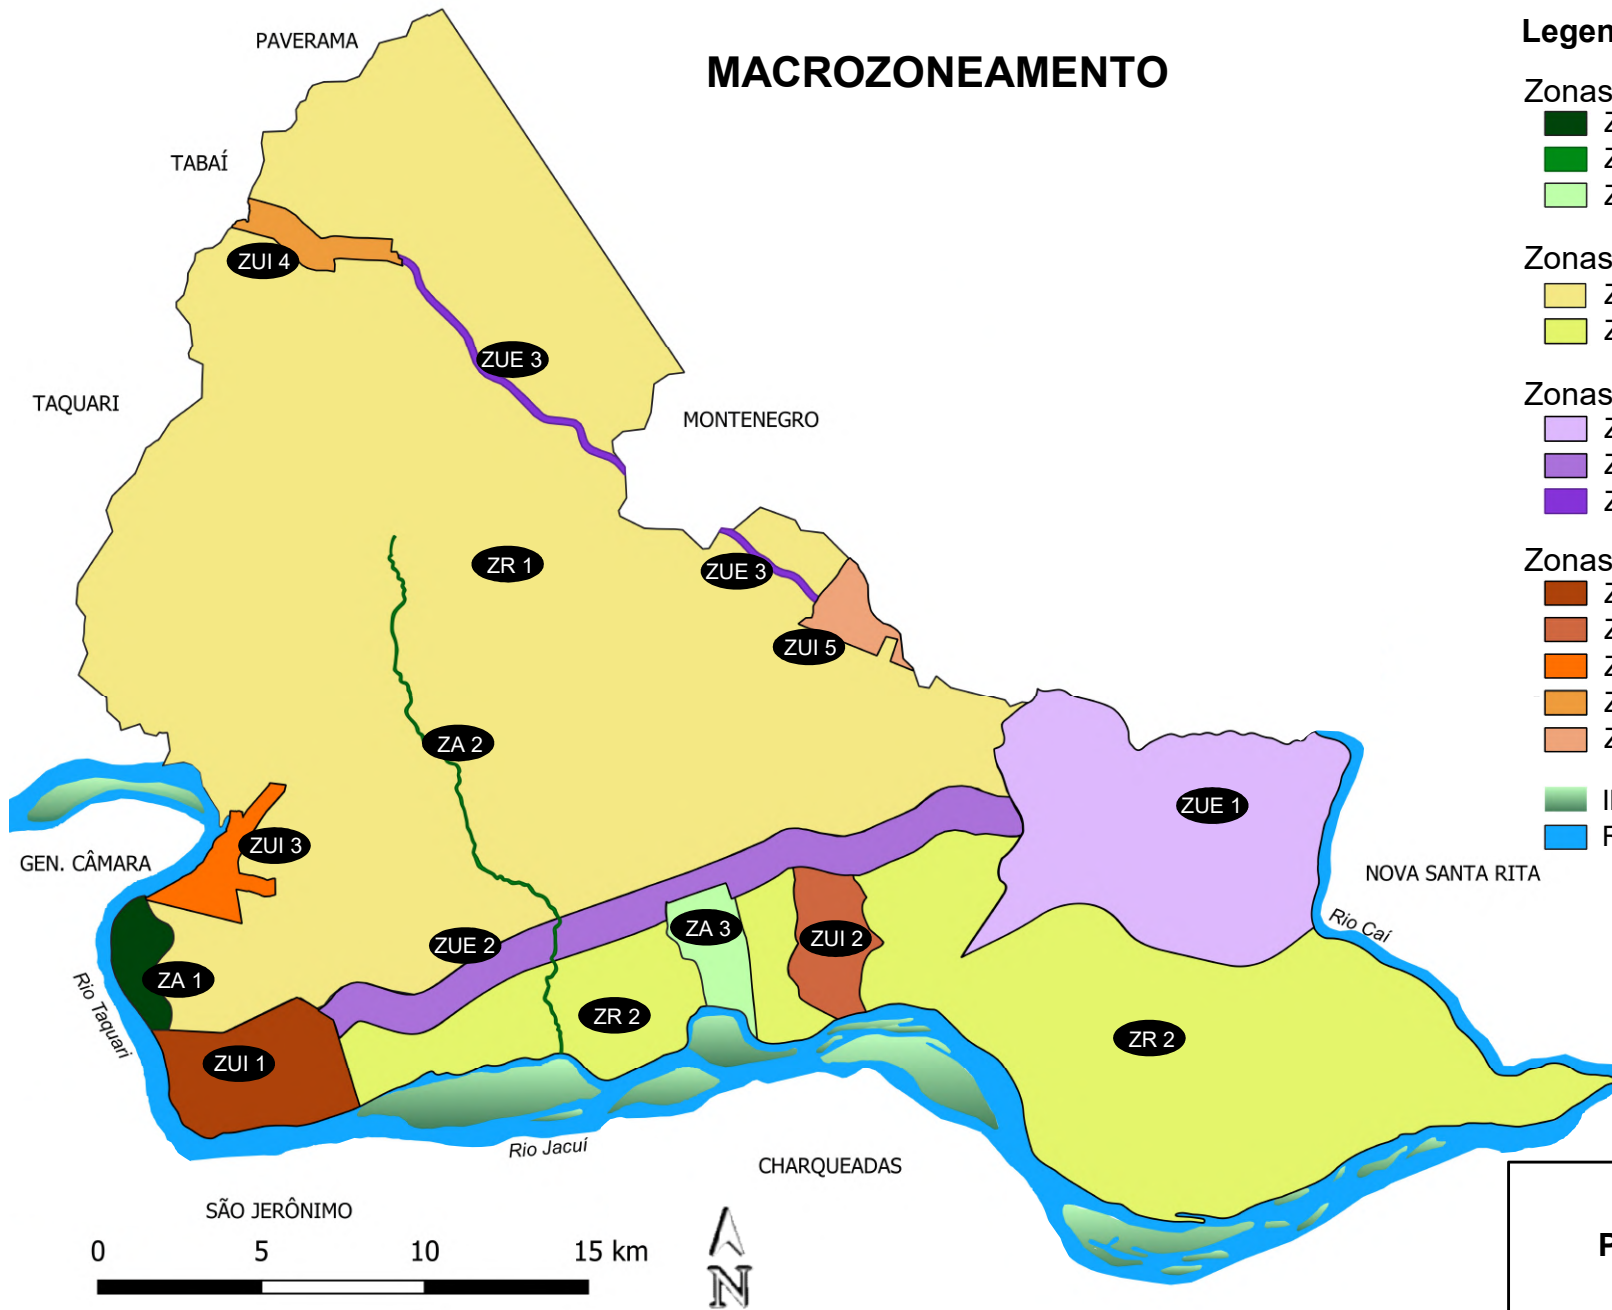 MACROZONEAMENTO
PAVERAMA
TABAÍ
TAQUARI
MONTENEGRO
GEN. CÂMARA
NOVA SANTA RITA
CHARQUEADAS
SÃO JERÔNIMO
ZUI 4
ZUE 3
ZR 1
ZUE 3
ZUI 5
ZA 2
ZUE 1
ZUI 3
ZA 3
ZUI 2
ZUE 2
ZA 1
ZR 2
ZR 2
ZUI 1
Rio Taquari
Rio Jacuí
Rio Caí
0 5 10 15 km
N
Legen
Zonas
Z
Z
Z
Zonas
Z
Z
Zonas
Z
Z
Z
Zonas
Z
Z
Z
Z
Z
P